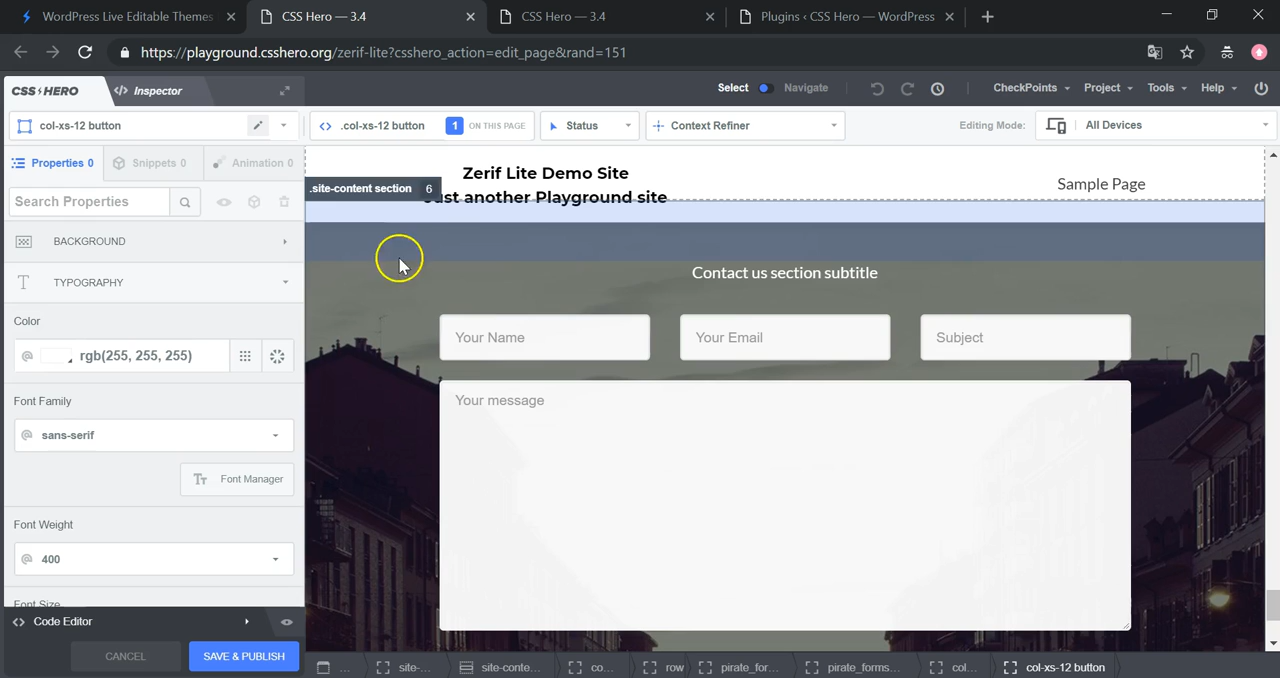 WordPress Live Editable Themes
CSS Hero — 3.4
CSS Hero — 3.4
Plugins ‹ CSS Hero — WordPress
https://playground.csshero.org/zerif-lite?csshero_action=edit_page&rand=151
CSS HERO
Inspector
Select
Navigate
CheckPoints
Project
Tools
Help
col-xs-12 button
.col-xs-12 button
1 ON THIS PAGE
Status
Context Refiner
Editing Mode:
All Devices
Properties 0
Snippets 0
Animation 0
Search Properties
BACKGROUND
TYPOGRAPHY
Color
@ rgb(255, 255, 255)
Font Family
@ sans-serif
Font Manager
Font Weight
@ 400
Font Size
Code Editor
CANCEL
SAVE & PUBLISH
Zerif Lite Demo Site
.site-content section 6
Just another Playground site
Sample Page
Contact us section subtitle
Your Name
Your Email
Subject
Your message
...
site-...
site-conte...
co...
row
pirate_for...
pirate_forms...
col...
col-xs-12 button